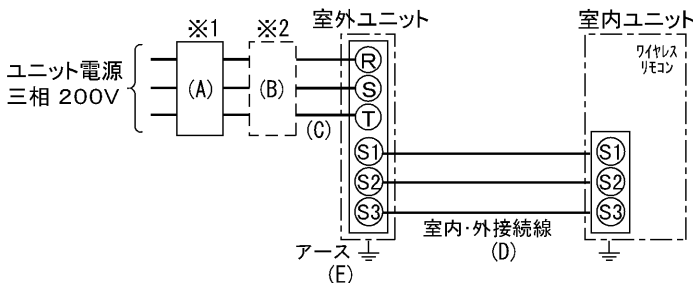 ※1
※2
室外ユニット
室内ユニット
ユニット電源
三相 200V
(A)
(B)
(C)
R
S
T
S1
S2
S3
ワイヤレス
リモコン
S1
S2
S3
室内・外接続線
(D)
アース
(E)